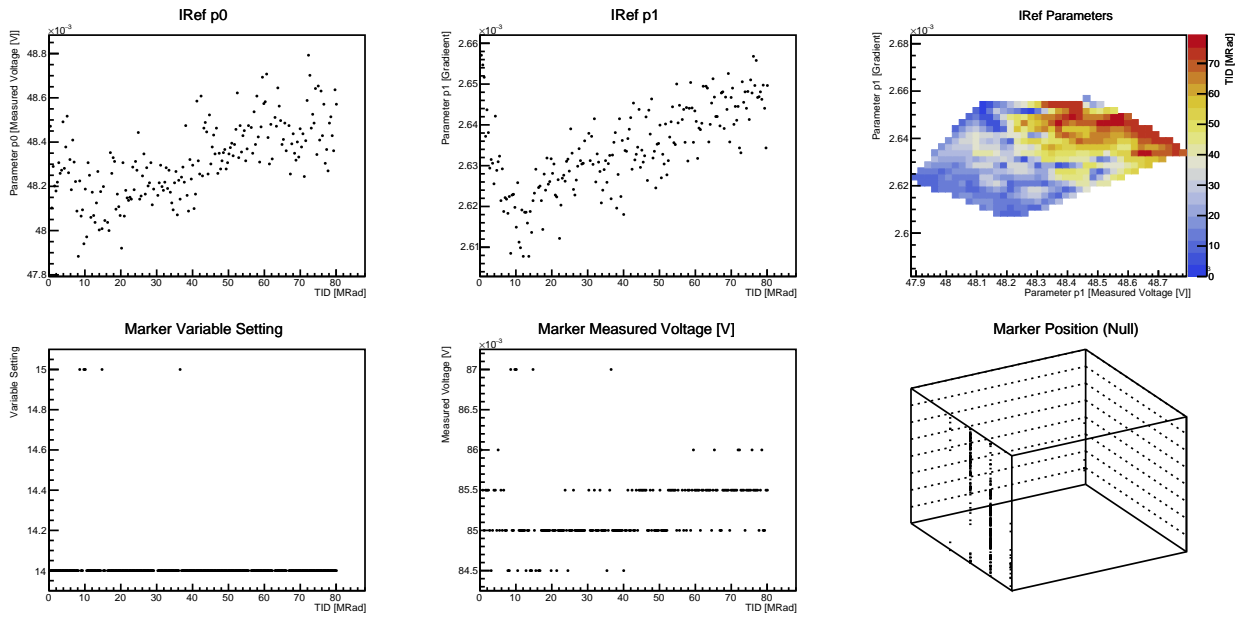 IRef p0
×10⁻³
Parameter p0 [Measured Voltage [V]]
48.8
48.6
48.4
48.2
48
47.8
0 10 20 30 40 50 60 70 80
TID [MRad]
IRef p1
×10⁻³
Parameter p1 [Gradieent]
2.66
2.65
2.64
2.63
2.62
2.61
0 10 20 30 40 50 60 70 80
TID [MRad]
IRef Parameters
×10⁻³
Parameter p1 [Gradieent]
2.68
2.66
2.64
2.62
2.6
47.9 48 48.1 48.2 48.3 48.4 48.5 48.6 48.7
Parameter p1 [Measured Voltage [V]]
TID [MRad]
70
60
50
40
30
20
10
0
Marker Variable Setting
Variable Setting
15
14.8
14.6
14.4
14.2
14
0 10 20 30 40 50 60 70 80
TID [MRad]
Marker Measured Voltage [V]
×10⁻³
Measured Voltage [V]
87
86.5
86
85.5
85
84.5
0 10 20 30 40 50 60 70 80
TID [MRad]
Marker Position (Null)